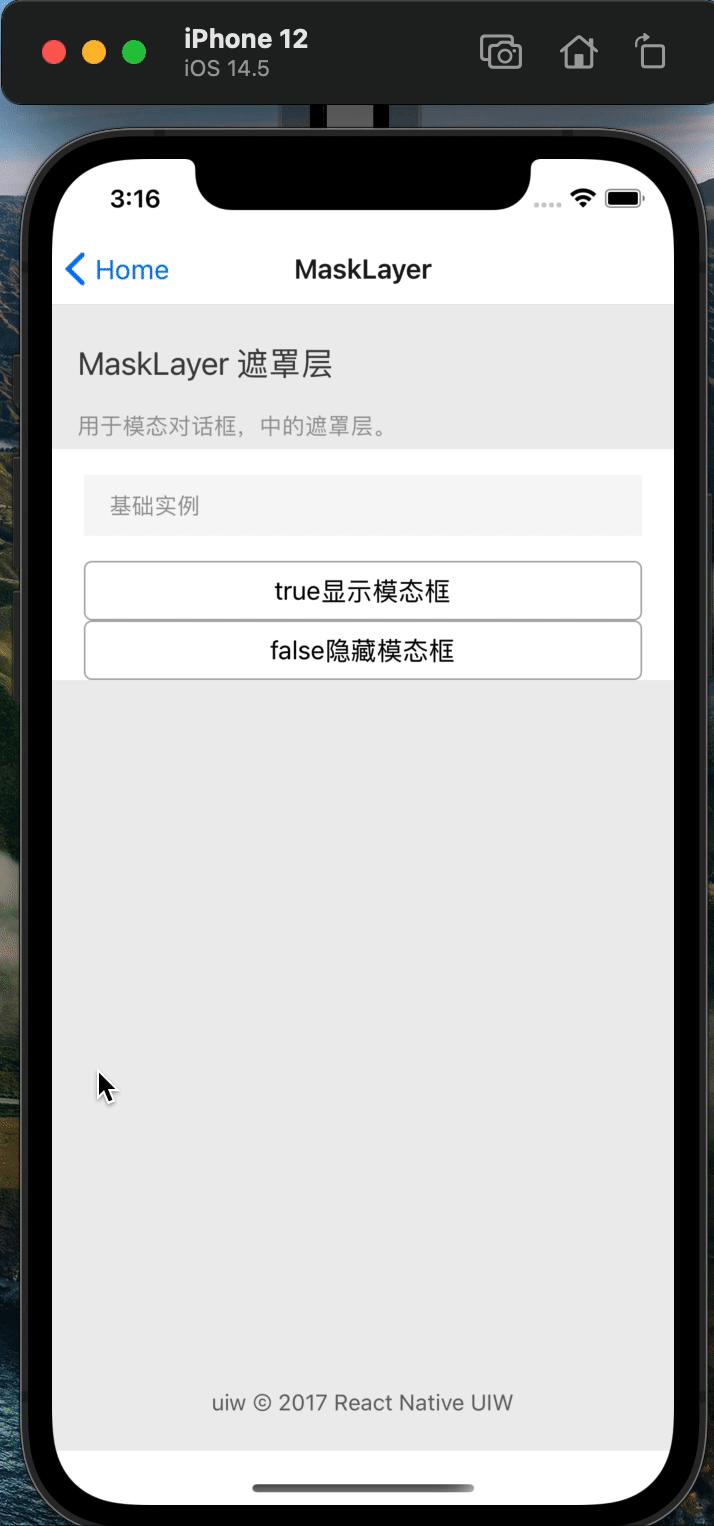 iPhone 12
iOS 14.5
3:16
Home
MaskLayer
MaskLayer 遮罩层
用于模态对话框，中的遮罩层。
基础实例
true显示模态框
false隐藏模态框
uiw © 2017 React Native UIW